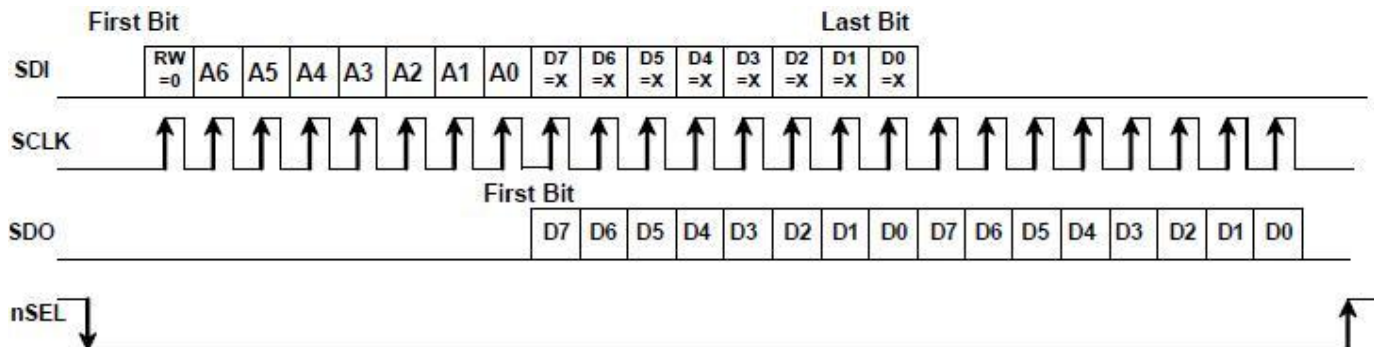 First Bit Last Bit
SDI RW =0 A6 A5 A4 A3 A2 A1 A0 D7 =X D6 =X D5 =X D4 =X D3 =X D2 =X D1 =X D0 =X
SCLK
First Bit
SDO D7 D6 D5 D4 D3 D2 D1 D0 D7 D6 D5 D4 D3 D2 D1 D0
nSEL